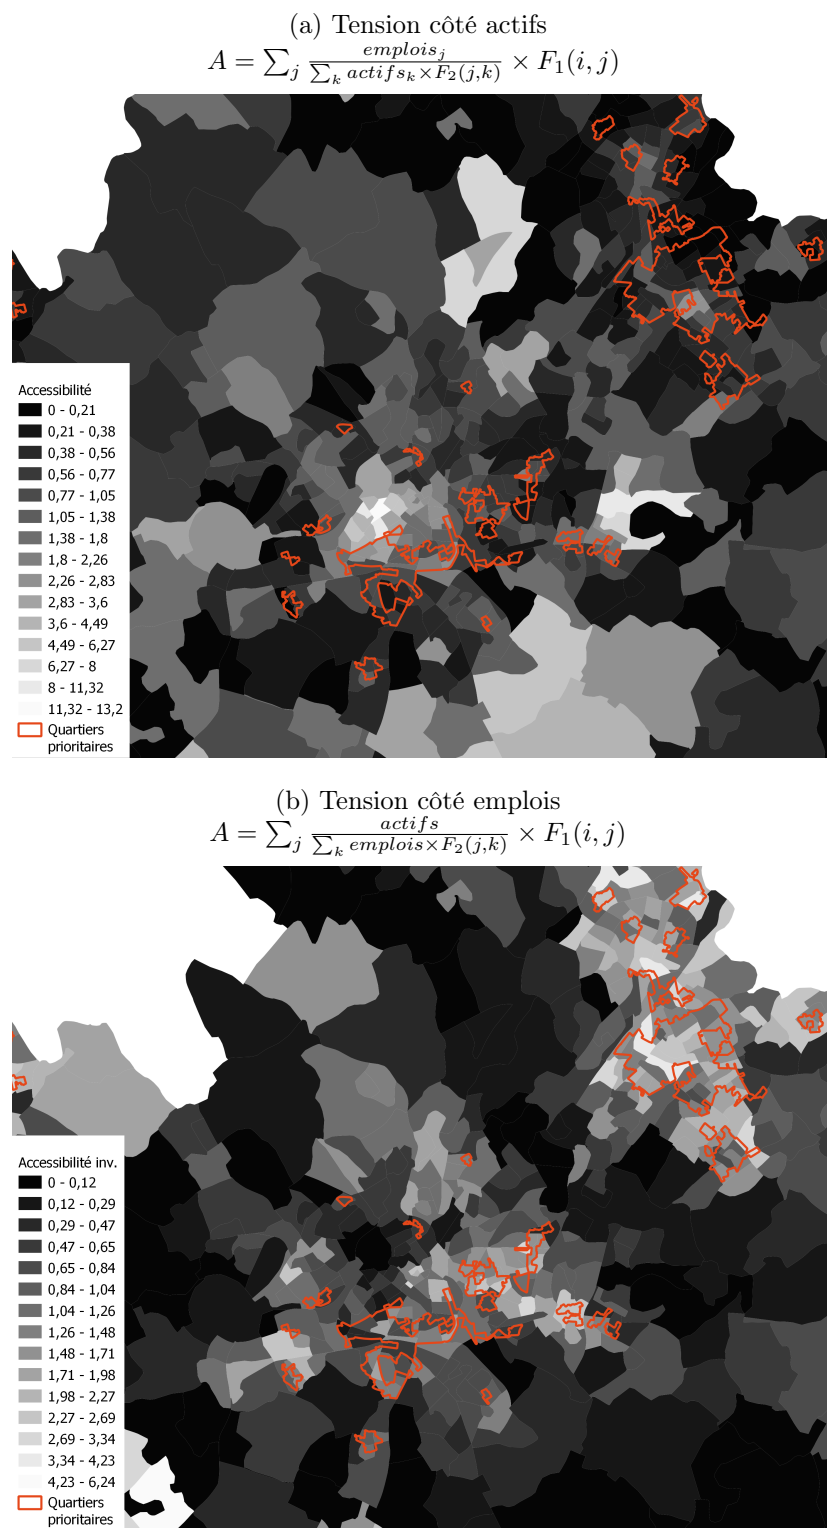 (a) Tension côté actifs
A = ∑_j emplois_j / ∑_k actifs_k×F_2(j,k) × F_1(i, j)
Accessibilité
0 - 0,21
0,21 - 0,38
0,38 - 0,56
0,56 - 0,77
0,77 - 1,05
1,05 - 1,38
1,38 - 1,8
1,8 - 2,26
2,26 - 2,83
2,83 - 3,6
3,6 - 4,49
4,49 - 6,27
6,27 - 8
8 - 11,32
11,32 - 13,2
Quartiers
prioritaires
(b) Tension côté emplois
A = ∑_j actifs / ∑_k emplois×F_2(j,k) × F_1(i, j)
Accessibilité inv.
0 - 0,12
0,12 - 0,29
0,29 - 0,47
0,47 - 0,65
0,65 - 0,84
0,84 - 1,04
1,04 - 1,26
1,26 - 1,48
1,48 - 1,71
1,71 - 1,98
1,98 - 2,27
2,27 - 2,69
2,69 - 3,34
3,34 - 4,23
4,23 - 6,24
Quartiers
prioritaires